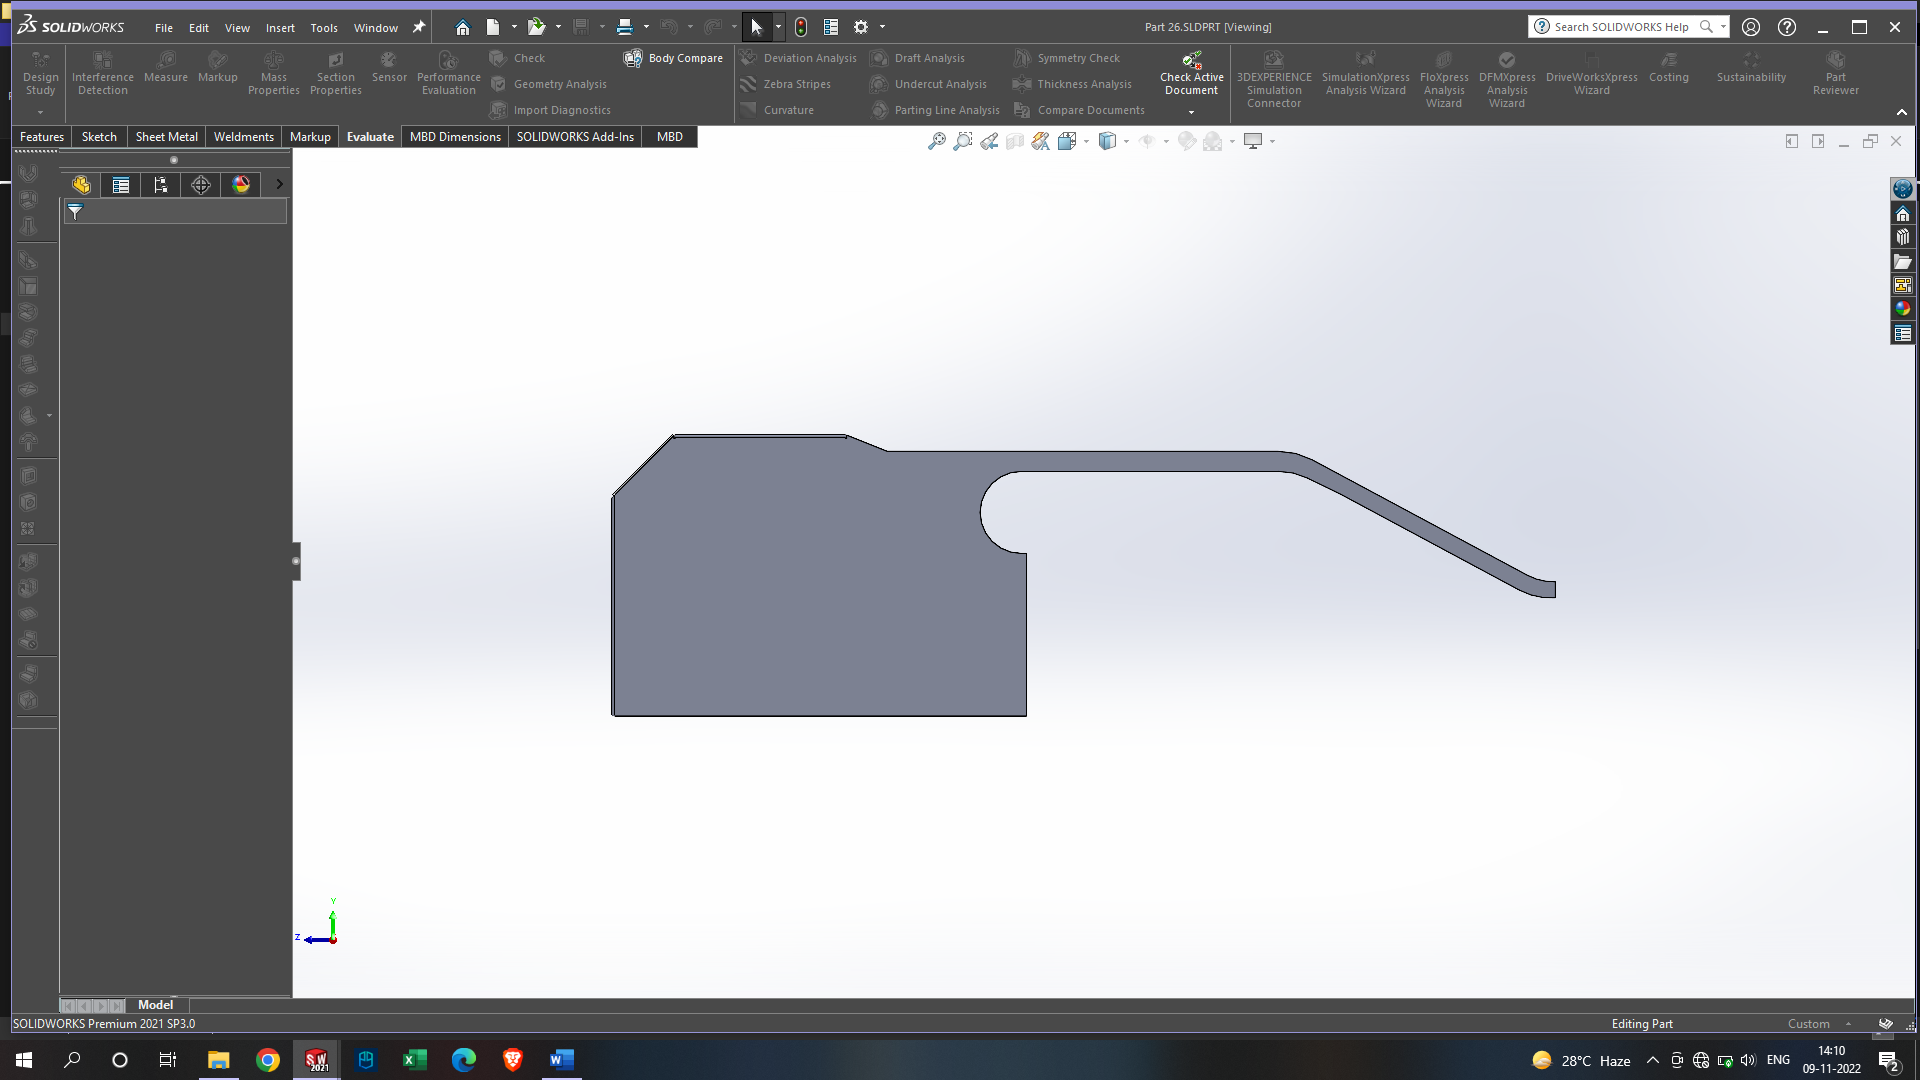 SOLIDWORKS File Edit View Insert Tools Window Part 26.SLDPRT [Viewing] Search SOLIDWORKS Help
Design Study
Interference Detection
Measure
Markup
Mass Properties
Section Properties
Sensor
Performance Evaluation
Check
Geometry Analysis
Import Diagnostics
Body Compare
Deviation Analysis
Zebra Stripes
Curvature
Draft Analysis
Undercut Analysis
Parting Line Analysis
Symmetry Check
Thickness Analysis
Compare Documents
Check Active Document
3DEXPERIENCE Simulation Connector
SimulationXpress Analysis Wizard
FloXpress Analysis Wizard
DFMXpress Analysis Wizard
DriveWorksXpress Wizard
Costing
Sustainability
Part Reviewer
Features Sketch Sheet Metal Weldments Markup Evaluate MBD Dimensions SOLIDWORKS Add-Ins MBD
Y
Z
Model
SOLIDWORKS Premium 2021 SP3.0 Editing Part Custom
SW 2021
28°C Haze ENG 14:10
09-11-2022 2